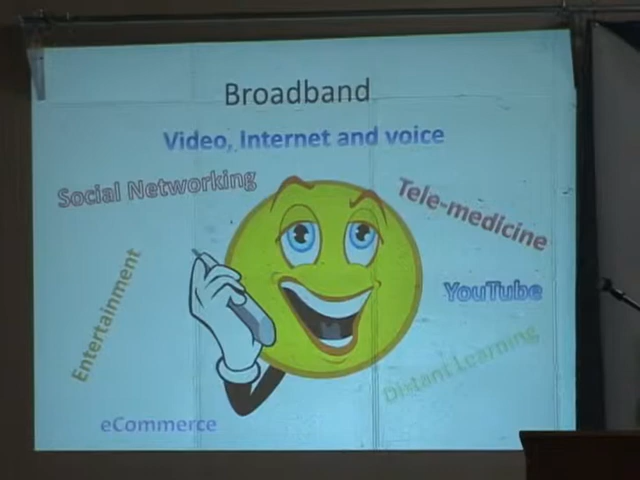 Broadband
Video, Internet and voice
Social Networking
Tele-medicine
Entertainment
YouTube
Distant Learning
eCommerce